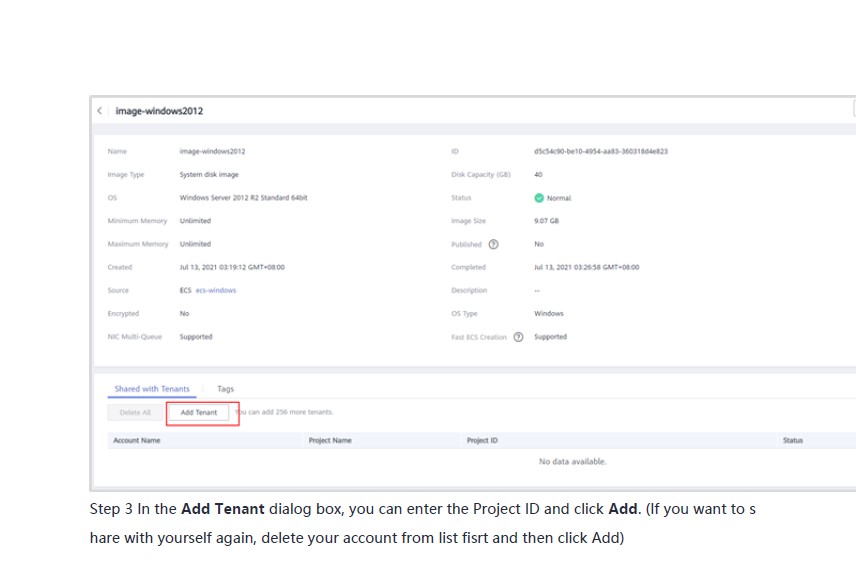 image-windows2012
Name image-windows2012 ID d5c54c90-be10-4954-aa83-360318d4e823
Image Type System disk image Disk Capacity (GB) 40
OS Windows Server 2012 R2 Standard 64bit Status Normal
Minimum Memory Unlimited Image Size 9.07 GB
Maximum Memory Unlimited Published ? No
Created Jul 13, 2021 03:19:12 GMT+08:00 Completed Jul 13, 2021 03:26:58 GMT+08:00
Source ECS ecs-windows Description --
Encrypted No OS Type Windows
NIC Multi-Queue Supported Fast ECS Creation ? Supported
Shared with Tenants Tags
Delete All Add Tenant You can add 256 more tenants.
Account Name Project Name Project ID Status
No data available.
Step 3 In the Add Tenant dialog box, you can enter the Project ID and click Add. (If you want to s
hare with yourself again, delete your account from list fisrt and then click Add)